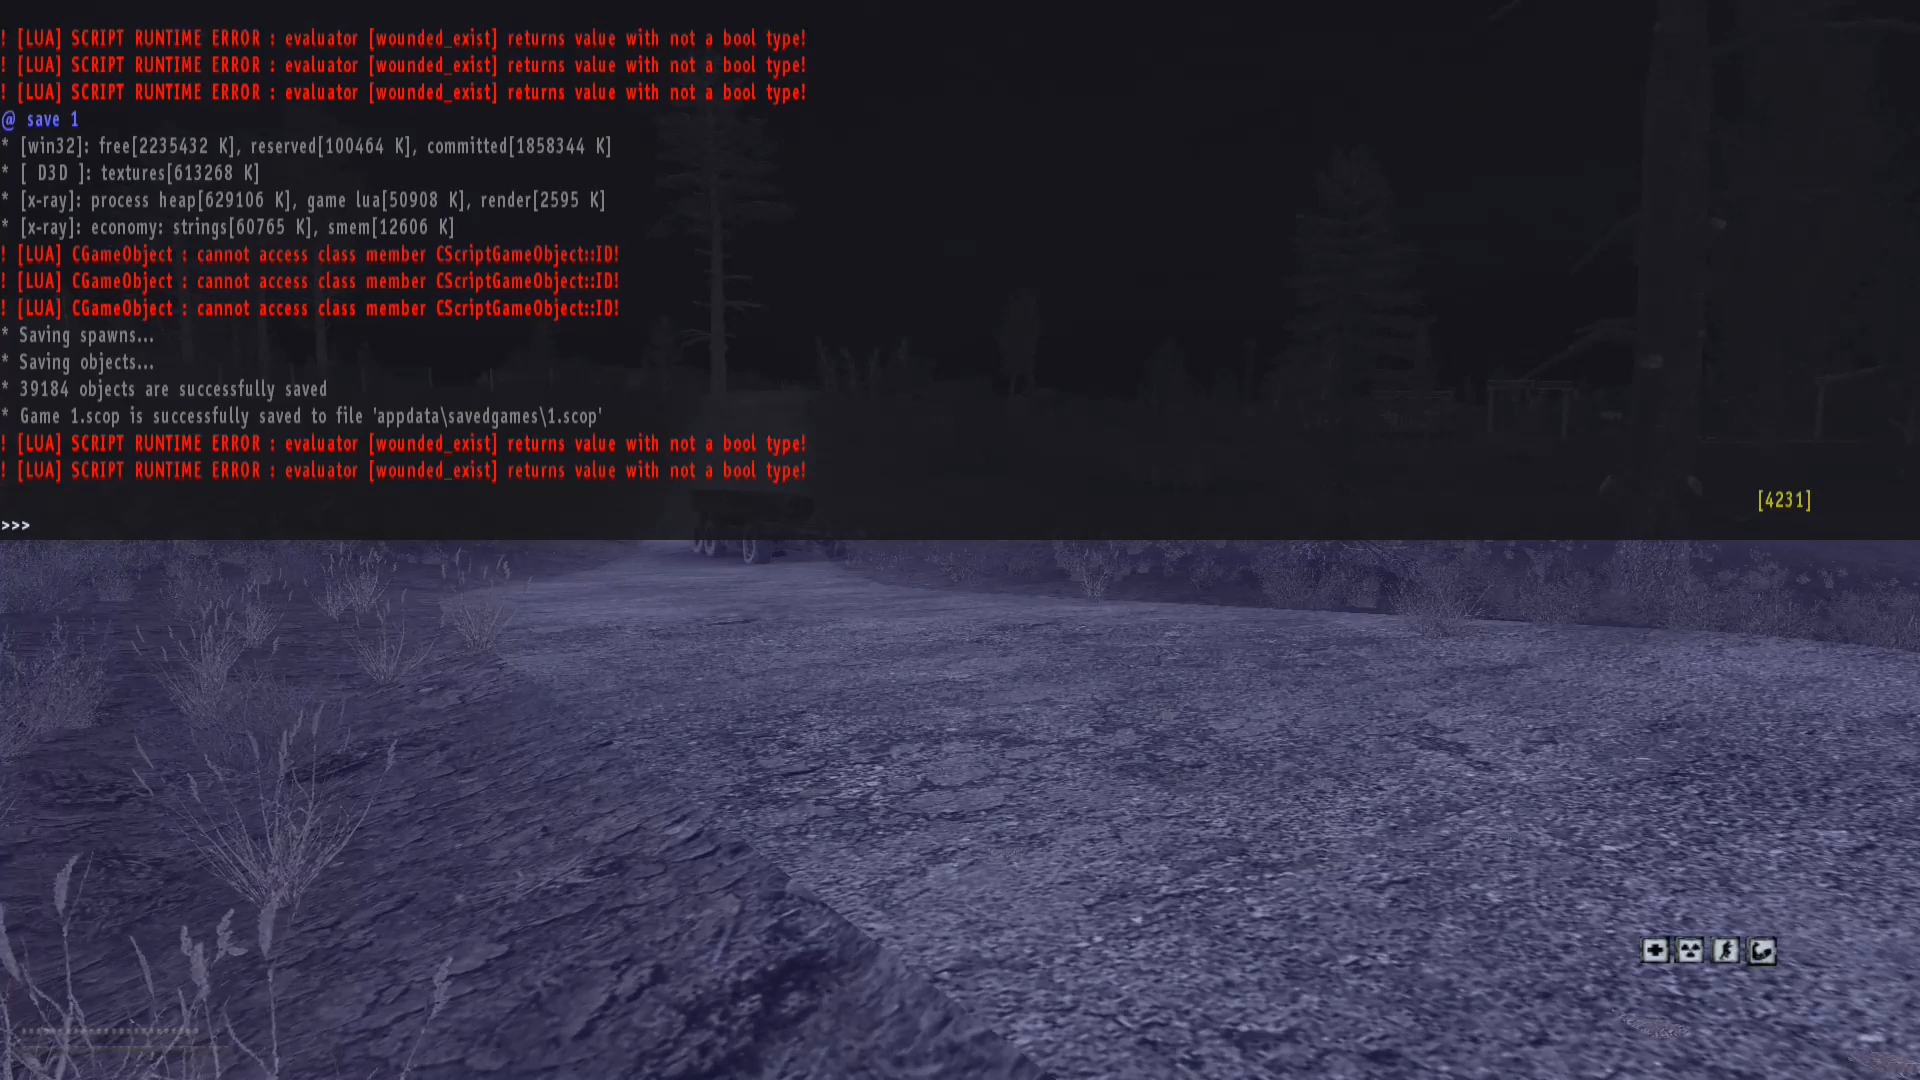 ! [LUA] SCRIPT RUNTIME ERROR : evaluator [wounded_exist] returns value with not a bool type!
! [LUA] SCRIPT RUNTIME ERROR : evaluator [wounded_exist] returns value with not a bool type!
! [LUA] SCRIPT RUNTIME ERROR : evaluator [wounded_exist] returns value with not a bool type!
@ save 1
* [win32]: free[2235432 K], reserved[100464 K], committed[1858344 K]
* [ D3D ]: textures[613268 K]
* [x-ray]: process heap[629106 K], game lua[50908 K], render[2595 K]
* [x-ray]: economy: strings[60765 K], smem[12606 K]
! [LUA] CGameObject : cannot access class member CScriptGameObject::ID!
! [LUA] CGameObject : cannot access class member CScriptGameObject::ID!
! [LUA] CGameObject : cannot access class member CScriptGameObject::ID!
* Saving spawns...
* Saving objects...
* 39184 objects are successfully saved
* Game 1.scop is successfully saved to file 'appdata\savedgames\1.scop'
! [LUA] SCRIPT RUNTIME ERROR : evaluator [wounded_exist] returns value with not a bool type!
! [LUA] SCRIPT RUNTIME ERROR : evaluator [wounded_exist] returns value with not a bool type!
[4231]
>>>